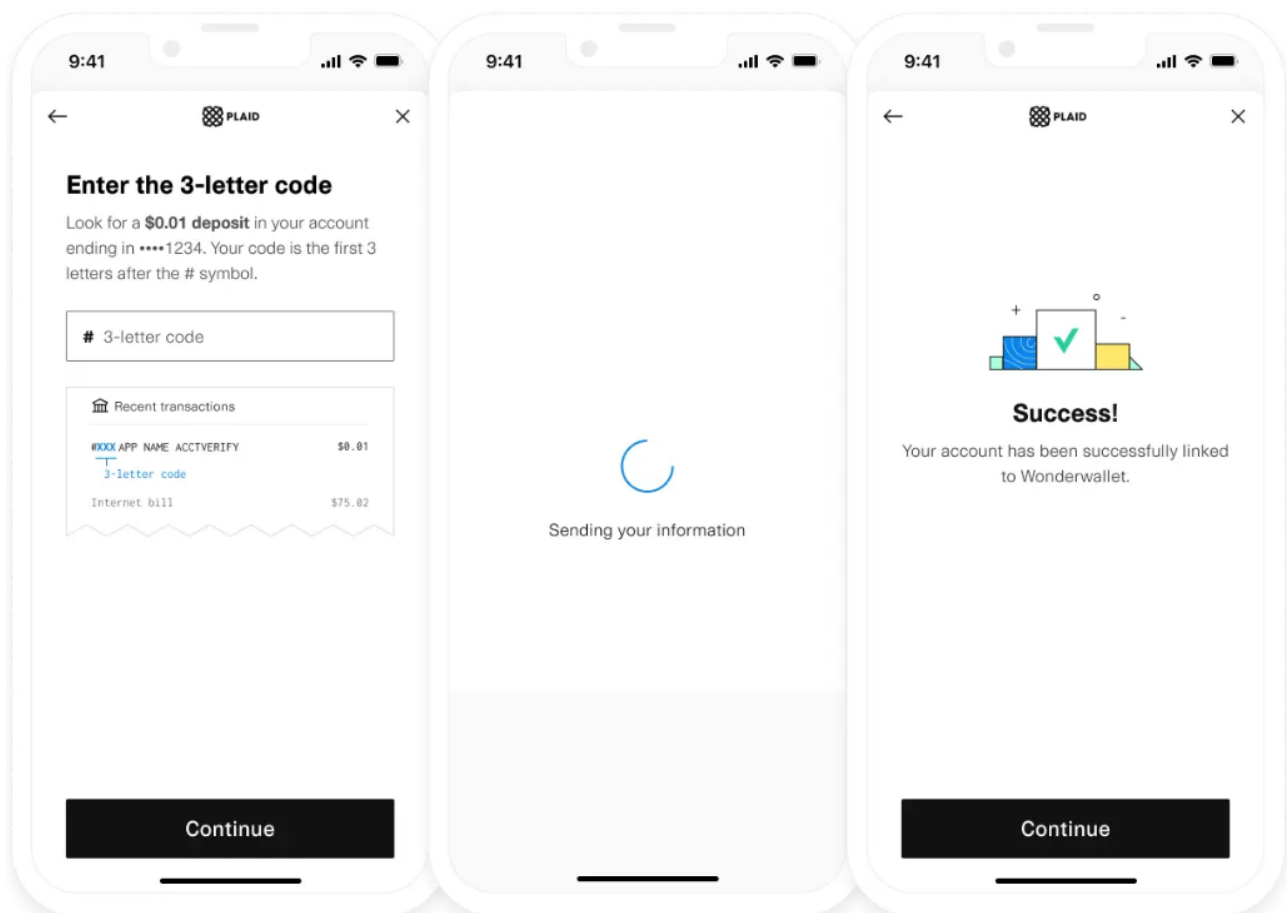 9:41
PLAID
Enter the 3-letter code
Look for a $0.01 deposit in your account
ending in ••••1234. Your code is the first 3
letters after the # symbol.
# 3-letter code
Recent transactions
#XXX APP NAME ACCTVERIFY $0.01
3-letter code
Internet bill $75.02
Continue
9:41
Sending your information
9:41
PLAID
Success!
Your account has been successfully linked
to Wonderwallet.
Continue